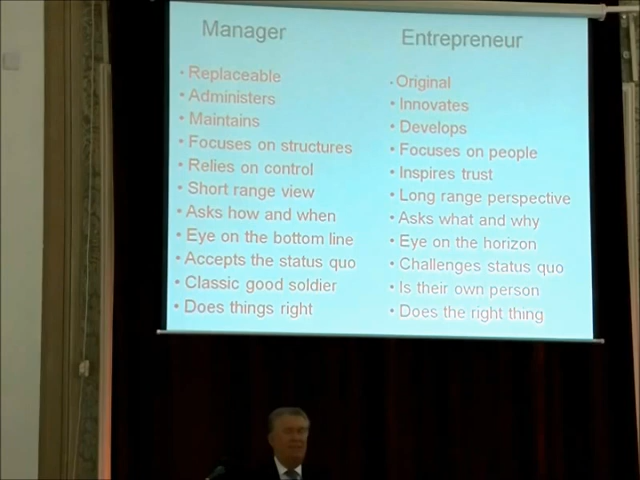 Manager
• Replaceable
• Administers
• Maintains
• Focuses on structures
• Relies on control
• Short range view
• Asks how and when
• Eye on the bottom line
• Accepts the status quo
• Classic good soldier
• Does things right
Entrepreneur
• Original
• Innovates
• Develops
• Focuses on people
• Inspires trust
• Long range perspective
• Asks what and why
• Eye on the horizon
• Challenges status quo
• Is their own person
• Does the right thing